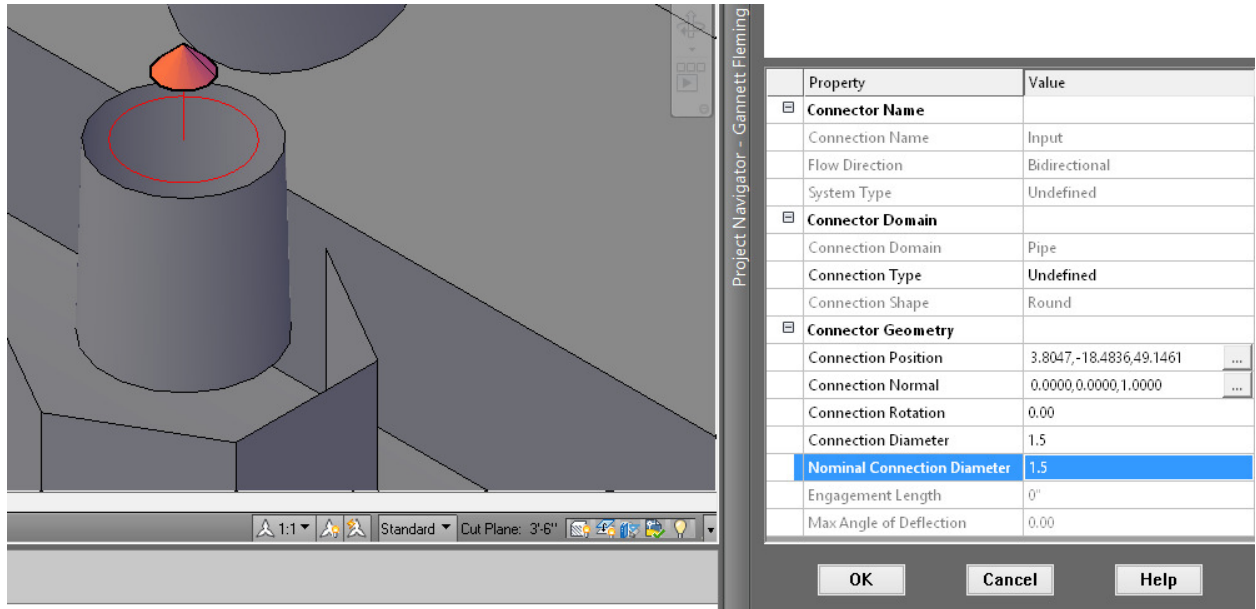 Project Navigator - Gannett Fleming
Property Value
Connector Name
Connection Name Input
Flow Direction Bidirectional
System Type Undefined
Connector Domain
Connection Domain Pipe
Connection Type Undefined
Connection Shape Round
Connector Geometry
Connection Position 3.8047,-18.4836,49.1461 ...
Connection Normal 0.0000,0.0000,1.0000 ...
Connection Rotation 0.00
Connection Diameter 1.5
Nominal Connection Diameter 1.5
Engagement Length 0"
Max Angle of Deflection 0.00
1:1 Standard Cut Plane: 3'-6"
OK Cancel Help